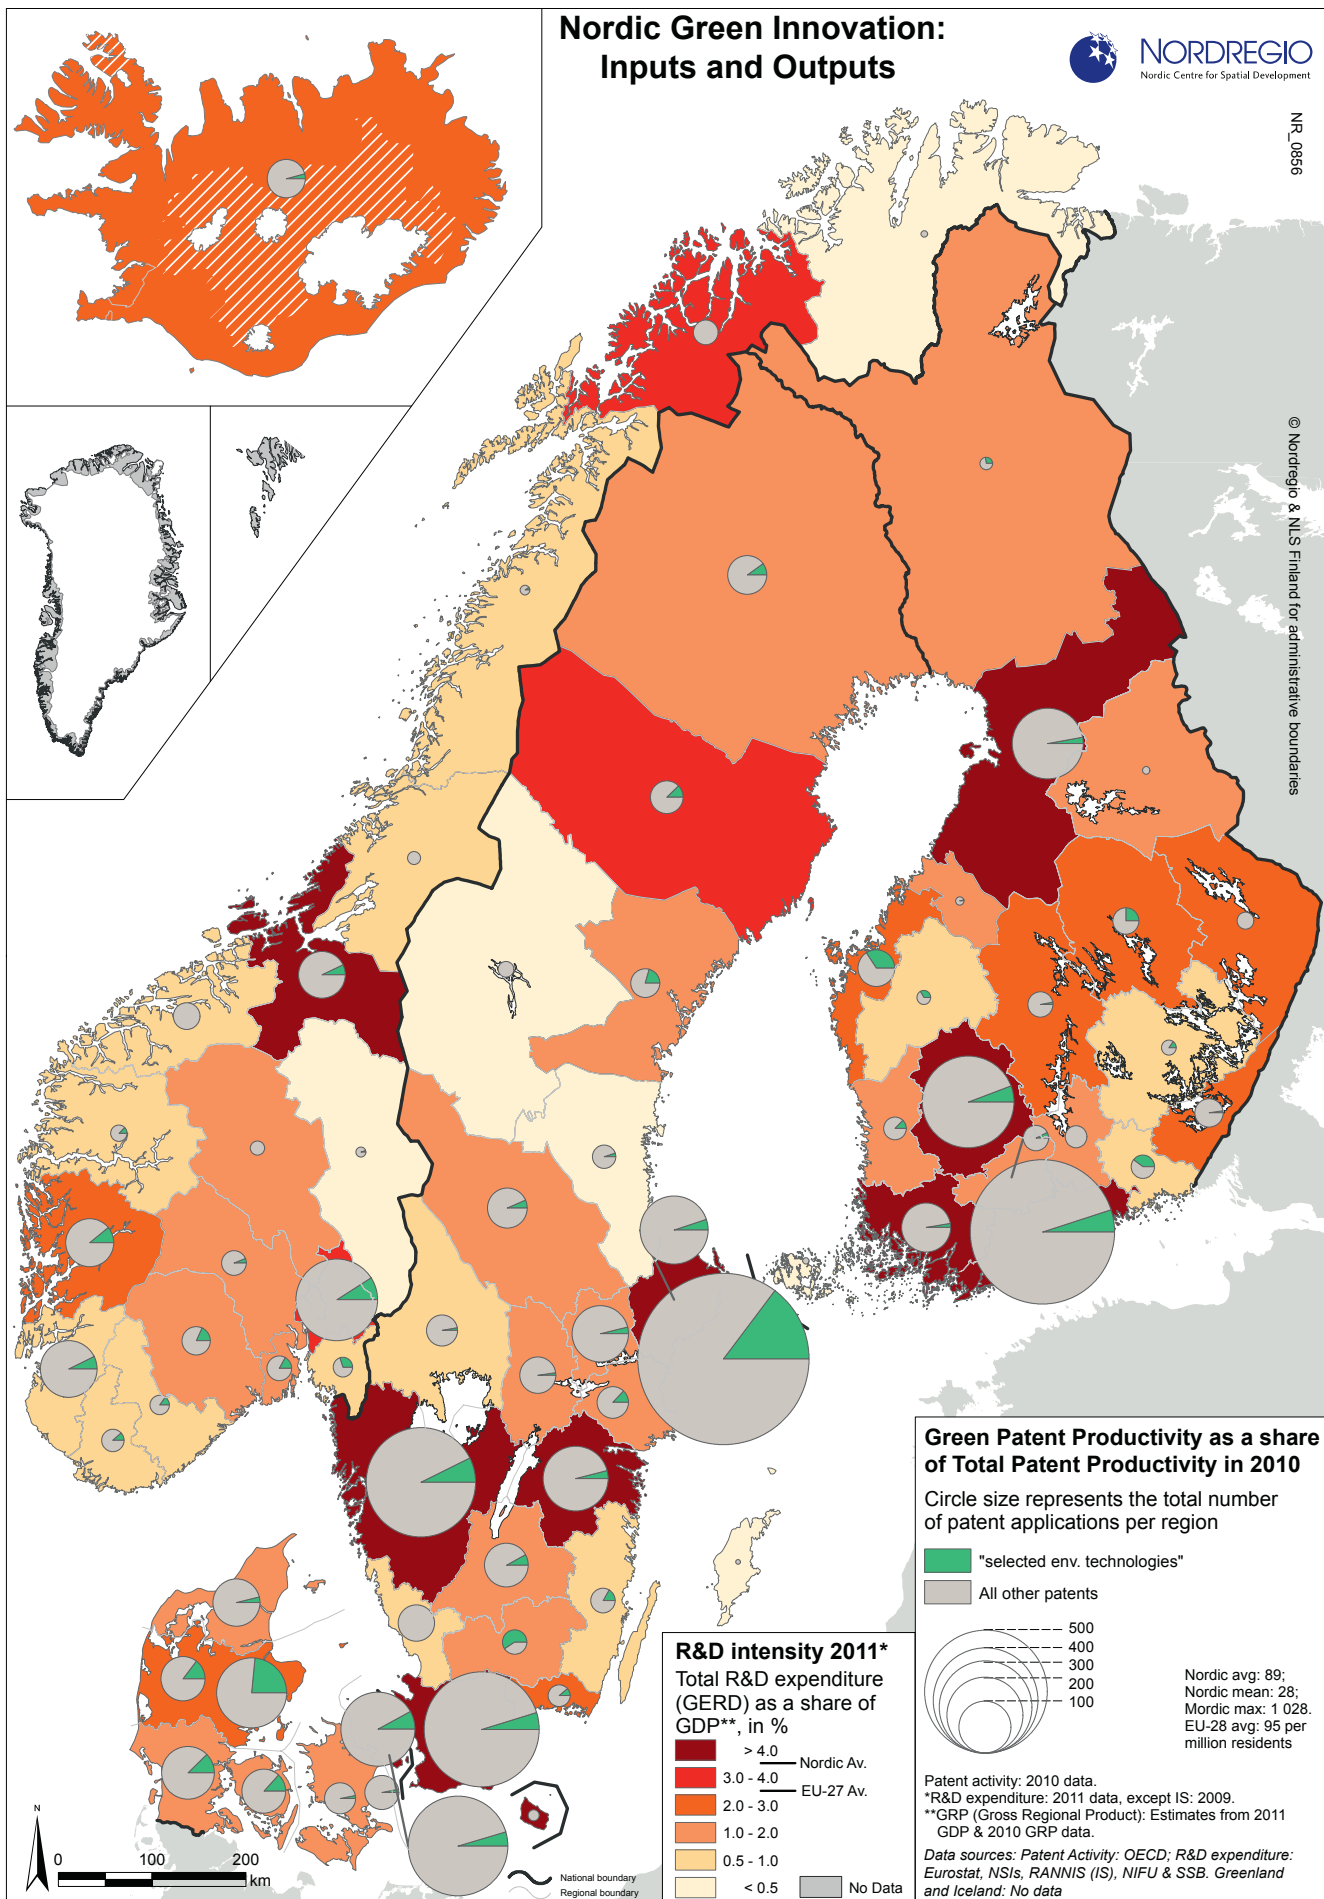 Nordic Green Innovation:
Inputs and Outputs
NORDREGIO
Nordic Centre for Spatial Development
NR_0856
© Nordregio & NLS Finland for administrative boundaries
Green Patent Productivity as a share
of Total Patent Productivity in 2010
Circle size represents the total number
of patent applications per region
"selected env. technologies"
All other patents
500
400
300
200
100
Nordic avg: 89;
Nordic mean: 28;
Mordic max: 1 028.
EU-28 avg: 95 per
million residents
Patent activity: 2010 data.
*R&D expenditure: 2011 data, except IS: 2009.
**GRP (Gross Regional Product): Estimates from 2011
GDP & 2010 GRP data.
Data sources: Patent Activity: OECD; R&D expenditure:
Eurostat, NSIs, RANNIS (IS), NIFU & SSB. Greenland
and Iceland: No data
R&D intensity 2011*
Total R&D expenditure
(GERD) as a share of
GDP**, in %
> 4.0
Nordic Av.
3.0 - 4.0
EU-27 Av.
2.0 - 3.0
1.0 - 2.0
0.5 - 1.0
< 0.5
No Data
National boundary
Regional boundary
N
0 100 200
km